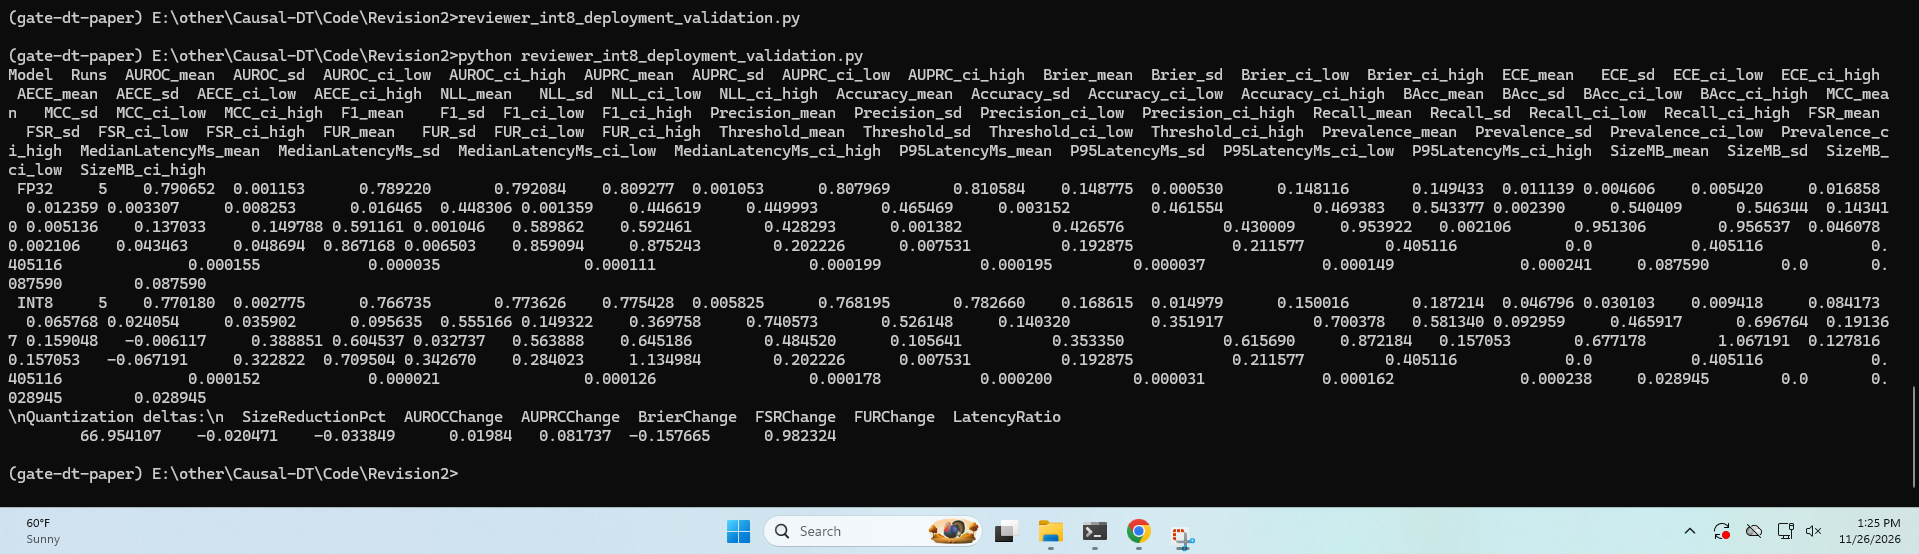 (gate-dt-paper) E:\other\Causal-DT\Code\Revision2>reviewer_int8_deployment_validation.py
(gate-dt-paper) E:\other\Causal-DT\Code\Revision2>python reviewer_int8_deployment_validation.py
Model  Runs  AUROC_mean  AUROC_sd  AUROC_ci_low  AUROC_ci_high  AUPRC_mean  AUPRC_sd  AUPRC_ci_low  AUPRC_ci_high  Brier_mean  Brier_sd  Brier_ci_low  Brier_ci_high  ECE_mean   ECE_sd  ECE_ci_low  ECE_ci_high
AECE_mean  AECE_sd  AECE_ci_low  AECE_ci_high  NLL_mean   NLL_sd  NLL_ci_low  NLL_ci_high  Accuracy_mean  Accuracy_sd  Accuracy_ci_low  Accuracy_ci_high  BAcc_mean  BAcc_sd  BAcc_ci_low  BAcc_ci_high  MCC_mea
n   MCC_sd  MCC_ci_low  MCC_ci_high  F1_mean    F1_sd  F1_ci_low  F1_ci_high  Precision_mean  Precision_sd  Precision_ci_low  Precision_ci_high  Recall_mean  Recall_sd  Recall_ci_low  Recall_ci_high  FSR_mean
FSR_sd  FSR_ci_low  FSR_ci_high  FUR_mean   FUR_sd  FUR_ci_low  FUR_ci_high  Threshold_mean  Threshold_sd  Threshold_ci_low  Threshold_ci_high  Prevalence_mean  Prevalence_sd  Prevalence_ci_low  Prevalence_c
i_high  MedianLatencyMs_mean  MedianLatencyMs_sd  MedianLatencyMs_ci_low  MedianLatencyMs_ci_high  P95LatencyMs_mean  P95LatencyMs_sd  P95LatencyMs_ci_low  P95LatencyMs_ci_high  SizeMB_mean  SizeMB_sd  SizeMB_
ci_low  SizeMB_ci_high
FP32     5    0.790652  0.001153      0.789220       0.792084    0.809277  0.001053      0.807969       0.810584    0.148775  0.000530      0.148116       0.149433  0.011139 0.004606    0.005420     0.016858
0.012359 0.003307     0.008253      0.016465  0.448306 0.001359    0.446619     0.449993       0.465469     0.003152         0.461554          0.469383   0.543377 0.002390     0.540409      0.546344  0.14341
0 0.005136    0.137033     0.149788 0.591161 0.001046   0.589862    0.592461        0.428293      0.001382          0.426576           0.430009     0.953922   0.002106       0.951306        0.956537  0.046078
0.002106    0.043463     0.048694  0.867168 0.006503    0.859094     0.875243        0.202226      0.007531          0.192875           0.211577         0.405116            0.0           0.405116            0.
405116              0.000155            0.000035                0.000111                 0.000199           0.000195         0.000037             0.000149              0.000241     0.087590        0.0        0.
087590        0.087590
INT8     5    0.770180  0.002775      0.766735       0.773626    0.775428  0.005825      0.768195       0.782660    0.168615  0.014979      0.150016       0.187214  0.046796 0.030103    0.009418     0.084173
0.065768 0.024054     0.035902      0.095635  0.555166 0.149322    0.369758     0.740573       0.526148     0.140320         0.351917          0.700378   0.581340 0.092959     0.465917      0.696764  0.19136
7 0.159048   -0.006117     0.388851 0.604537 0.032737   0.563888    0.645186        0.484520      0.105641          0.353350           0.615690     0.872184   0.157053       0.677178        1.067191  0.127816
0.157053   -0.067191     0.322822  0.709504 0.342670    0.284023     1.134984        0.202226      0.007531          0.192875           0.211577         0.405116            0.0           0.405116            0.
405116              0.000152            0.000021                0.000126                 0.000178           0.000200         0.000031             0.000162              0.000238     0.028945        0.0        0.
028945        0.028945
\nQuantization deltas:\n  SizeReductionPct  AUROCChange  AUPRCChange  BrierChange  FSRChange  FURChange  LatencyRatio
66.954107    -0.020471    -0.033849      0.01984   0.081737  -0.157665      0.982324
(gate-dt-paper) E:\other\Causal-DT\Code\Revision2>
60°F
Sunny
Search
1:25 PM
11/26/2026